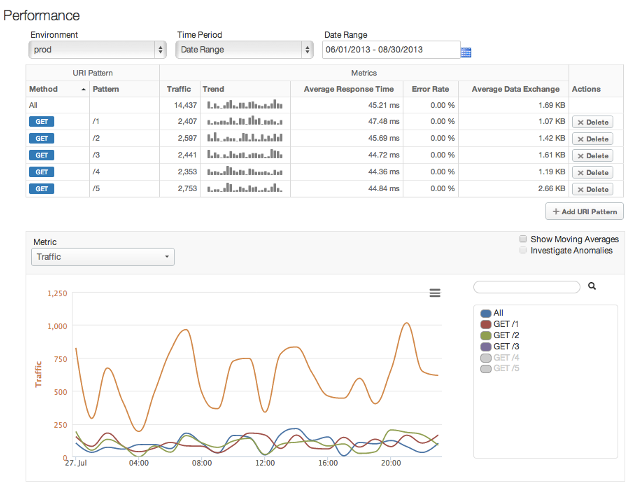 Performance
Environment Time Period Date Range
prod Date Range 06/01/2013 - 08/30/2013
URI Pattern Metrics
Method Pattern Traffic Trend Average Response Time Error Rate Average Data Exchange Actions
All 14,437 45.21 ms 0.00 % 1.69 KB
GET /1 2,407 47.48 ms 0.00 % 1.07 KB × Delete
GET /2 2,597 45.69 ms 0.00 % 1.42 KB × Delete
GET /3 2,441 44.72 ms 0.00 % 1.81 KB × Delete
GET /4 2,353 44.36 ms 0.00 % 1.19 KB × Delete
GET /5 2,753 44.84 ms 0.00 % 2.66 KB × Delete
+ Add URI Pattern
Metric
Traffic
Show Moving Averages
Investigate Anomalies
1,250
1,000
750
500
250
0
Traffic
27. Jul 04:00 08:00 12:00 16:00 20:00
All
GET /1
GET /2
GET /3
GET /4
GET /5